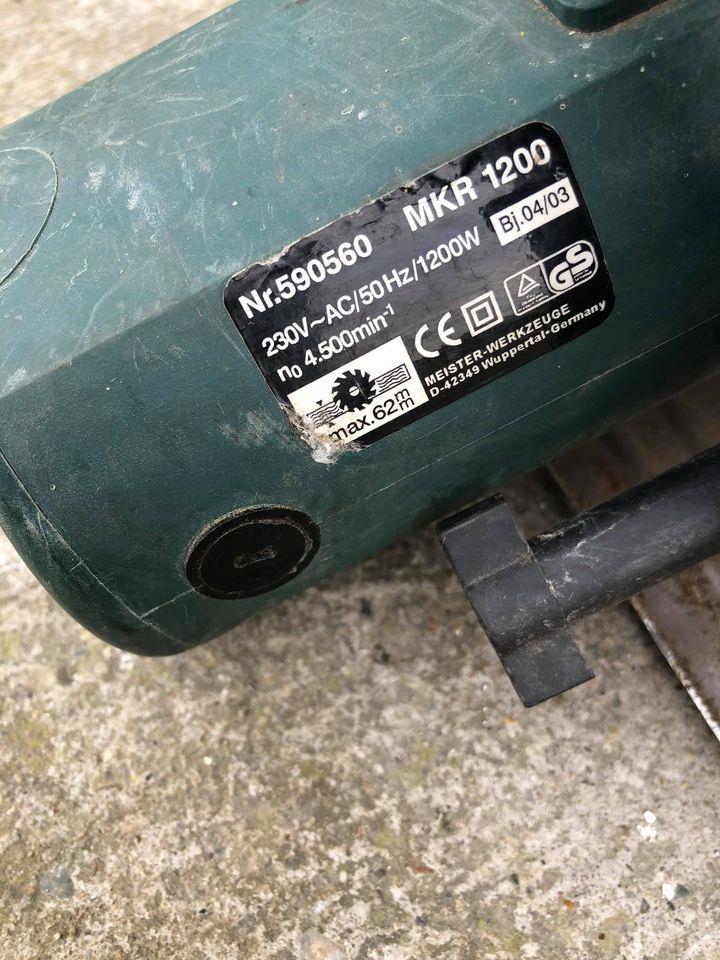 Nr.590560 MKR 1200
230V~AC/50Hz/1200W Bj.04/03
n₀ 4.500min⁻¹
CE GS
max.62mm
MEISTER-WERKZEUGE
D-42349 Wuppertal-Germany